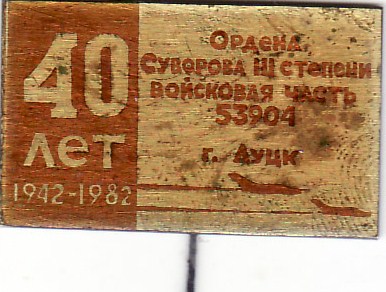 40
лет
1942-1982
Ордена
Суворова III степени
войсковая часть
53904
г. Луцк